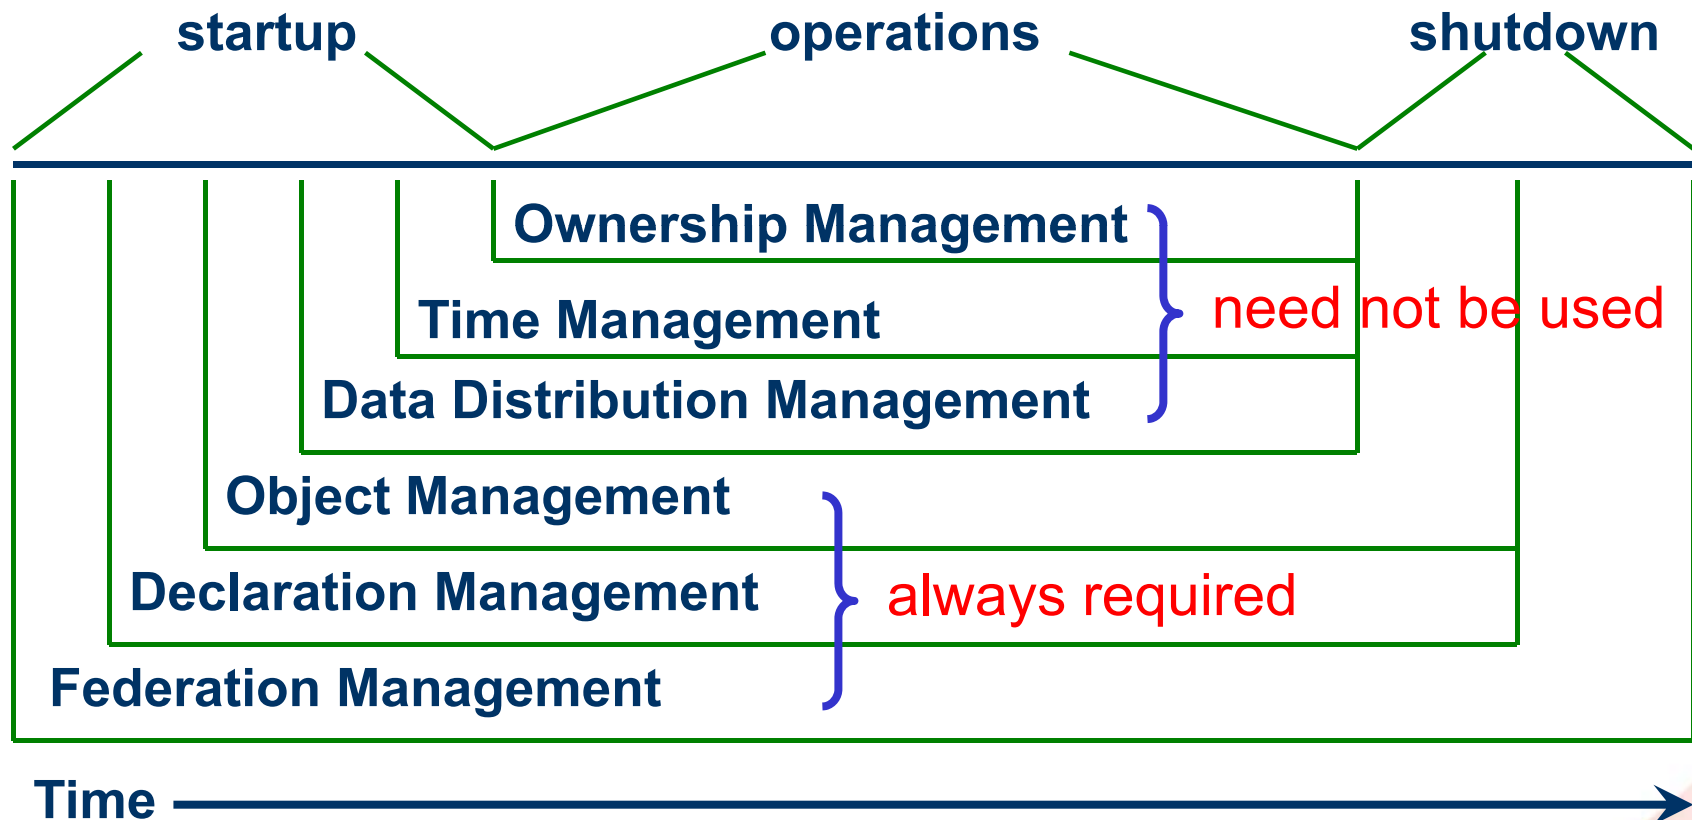 startup operations shutdown
Ownership Management
need not be used
Time Management
Data Distribution Management
Object Management
Declaration Management
always required
Federation Management
Time